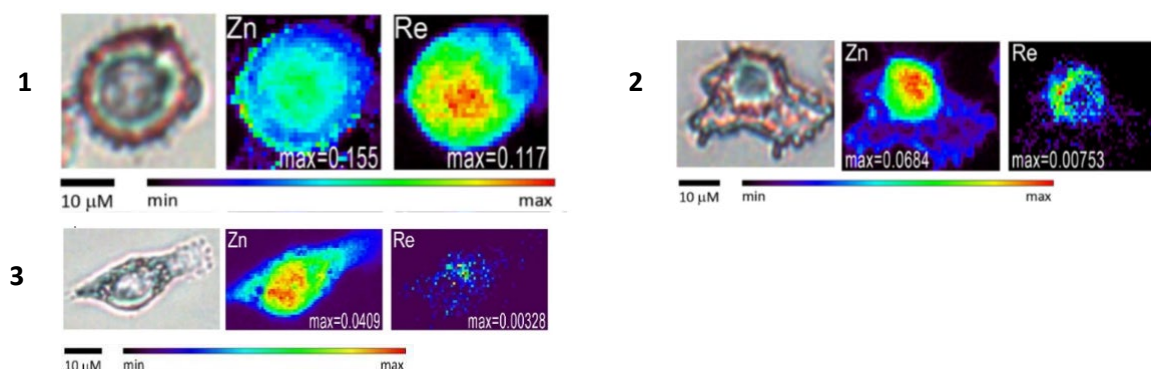 1
Zn
Re
max=0.155
max=0.117
10 µM
min
max
2
Zn
Re
max=0.0684
max=0.00753
10 µM
min
max
3
Zn
Re
max=0.0409
max=0.00328
10 µM
min
max